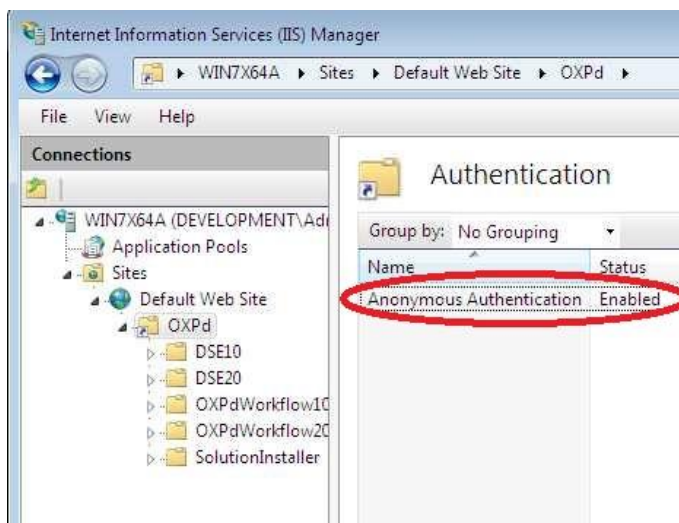 Internet Information Services (IIS) Manager
WIN7X64A Sites Default Web Site OXPd
File View Help
Connections
WIN7X64A (DEVELOPMENT\Ad
Application Pools
Sites
Default Web Site
OXPd
DSE10
DSE20
OXPdWorkflow10
OXPdWorkflow20
SolutionInstaller
Authentication
Group by: No Grouping
Name Status
Anonymous Authentication Enabled